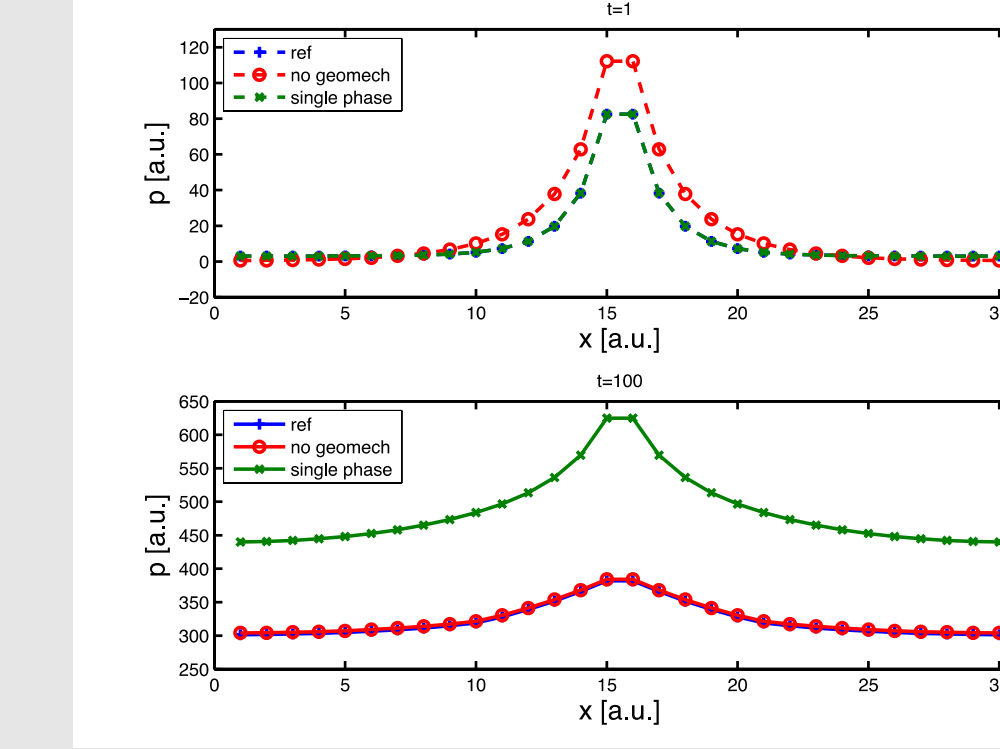 t=1
120
100
80
60
40
20
0
−20
p [a.u.]
ref
no geomech
single phase
0 5 10 15 20 25 3
x [a.u.]
t=100
650
600
550
500
450
400
350
300
250
p [a.u.]
ref
no geomech
single phase
0 5 10 15 20 25 3
x [a.u.]